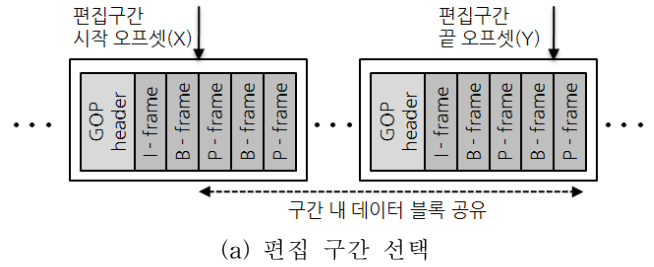 편집구간
시작 오프셋(X)
편집구간
끝 오프셋(Y)
• • •
GOP
header
I - frame
B - frame
P - frame
B - frame
P - frame
• • •
GOP
header
I - frame
B - frame
P - frame
B - frame
P - frame
• • •
구간 내 데이터 블록 공유
(a) 편집 구간 선택